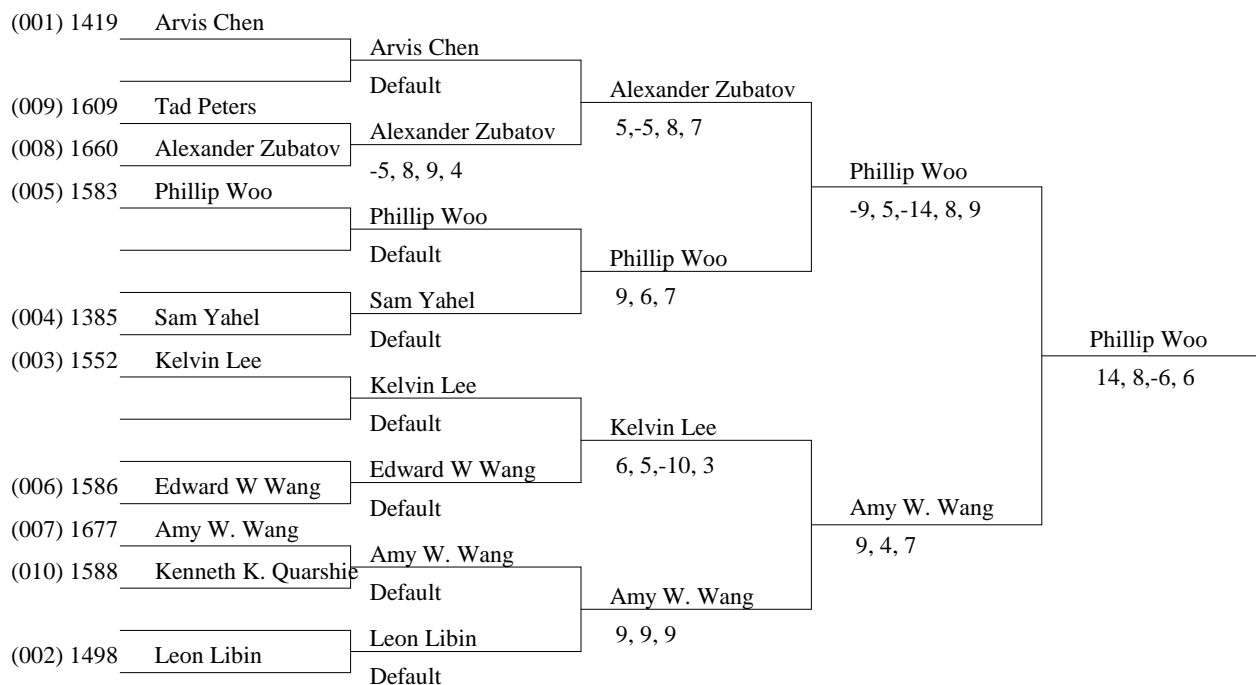 (001) 1419 Arvis Chen
Arvis Chen
Default
Alexander Zubatov
5,-5, 8, 7
(009) 1609 Tad Peters
(008) 1660 Alexander Zubatov
Alexander Zubatov
-5, 8, 9, 4
Phillip Woo
-9, 5,-14, 8, 9
(005) 1583 Phillip Woo
Phillip Woo
Default
Phillip Woo
9, 6, 7
(004) 1385 Sam Yahel
Sam Yahel
Default
Phillip Woo
14, 8,-6, 6
(003) 1552 Kelvin Lee
Kelvin Lee
Default
Kelvin Lee
6, 5,-10, 3
(006) 1586 Edward W Wang
Edward W Wang
Default
Amy W. Wang
9, 4, 7
(007) 1677 Amy W. Wang
(010) 1588 Kenneth K. Quarshie
Amy W. Wang
Default
Amy W. Wang
9, 9, 9
(002) 1498 Leon Libin
Leon Libin
Default